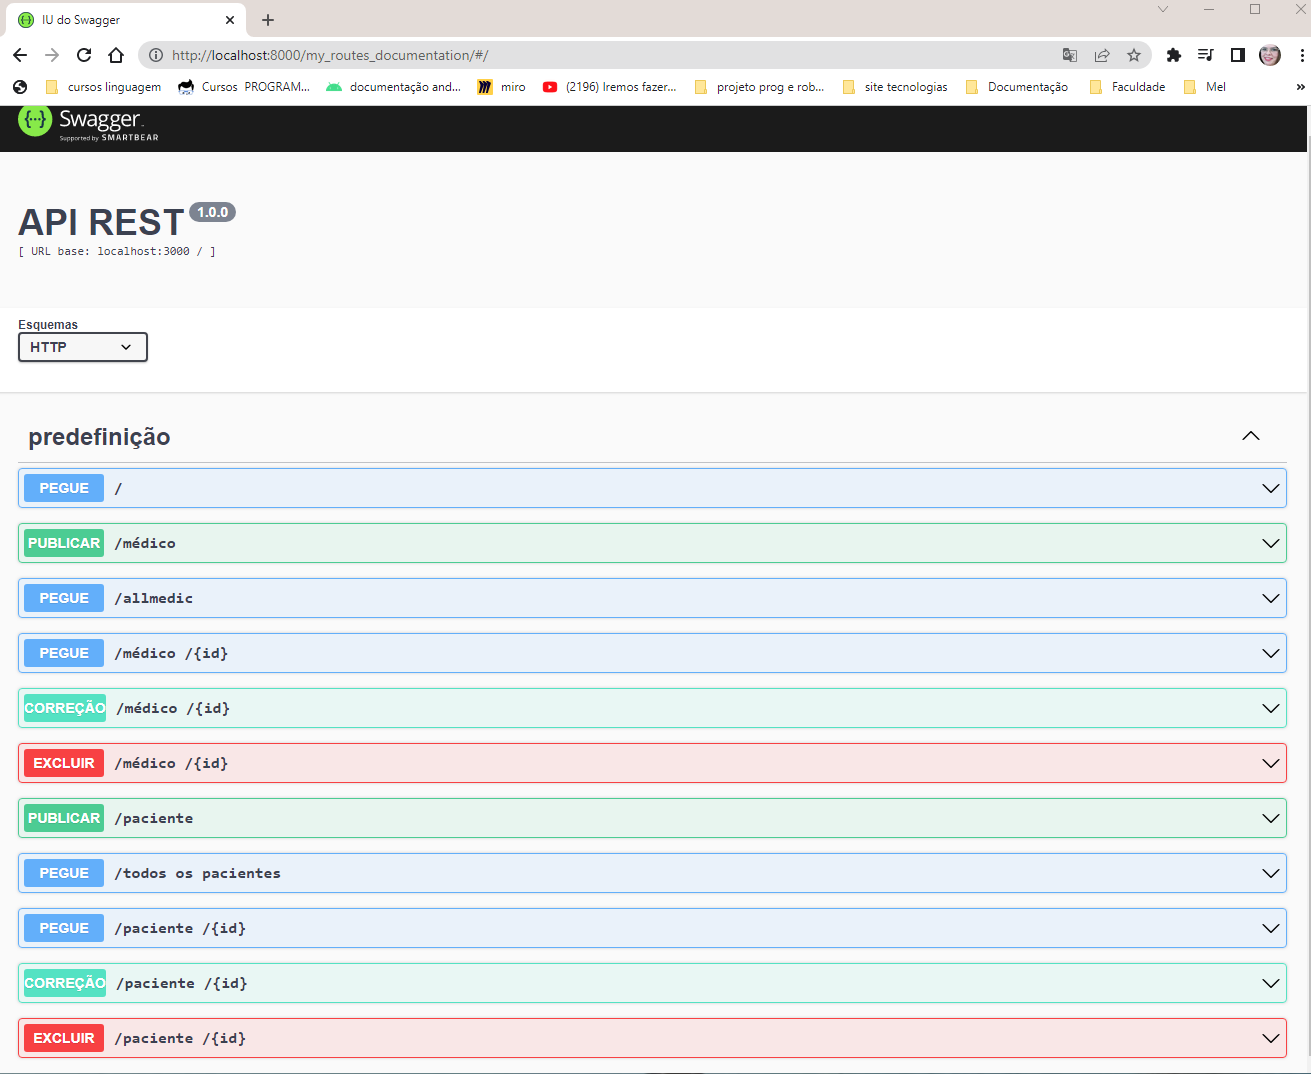 IU do Swagger
http://localhost:8000/my_routes_documentation/#/
cursos linguagem
Cursos PROGRAM...
documentação and...
miro
(2196) Iremos fazer...
projeto prog e rob...
site tecnologias
Documentação
Faculdade
Mel
»
{···} Swagger
Supported by SMARTBEAR
API REST 1.0.0
[ URL base: localhost:3000 / ]
Esquemas
HTTP
predefinição
PEGUE /
PUBLICAR /médico
PEGUE /allmedic
PEGUE /médico /{id}
CORREÇÃO /médico /{id}
EXCLUIR /médico /{id}
PUBLICAR /paciente
PEGUE /todos os pacientes
PEGUE /paciente /{id}
CORREÇÃO /paciente /{id}
EXCLUIR /paciente /{id}